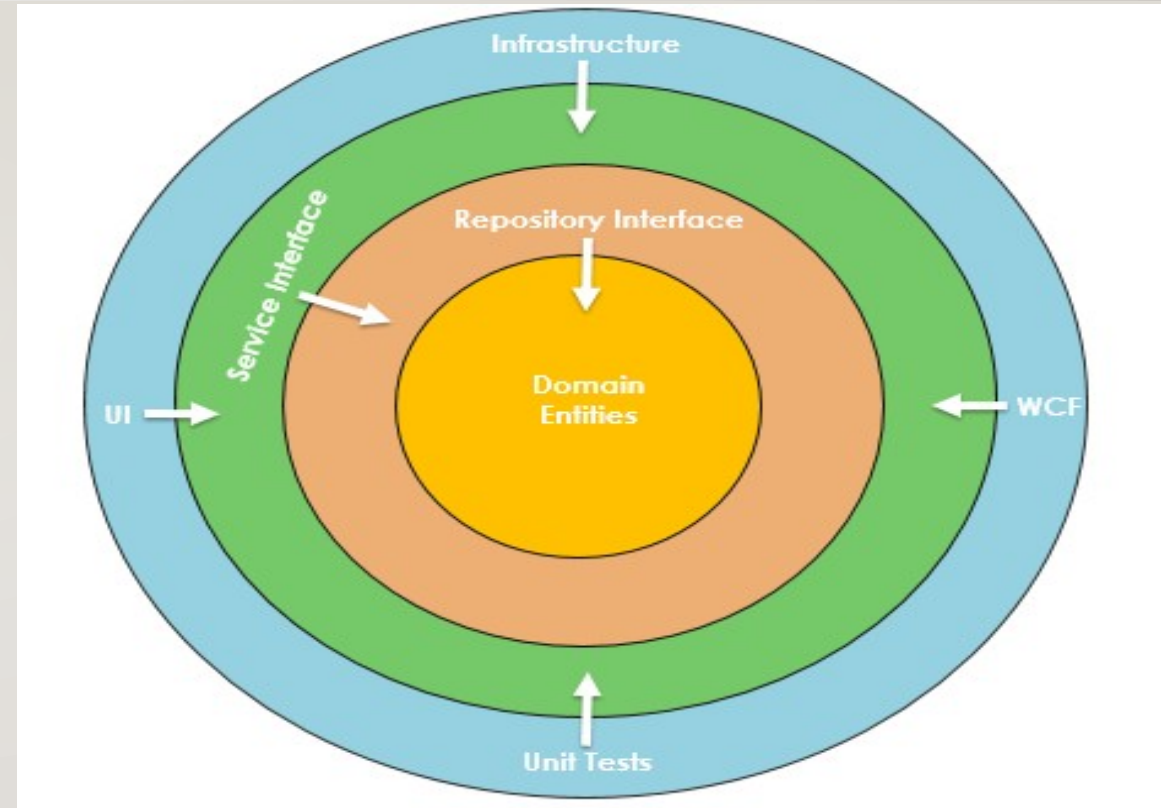 Infrastructure
Repository Interface
Service Interface
Domain
Entities
UI
WCF
Unit Tests